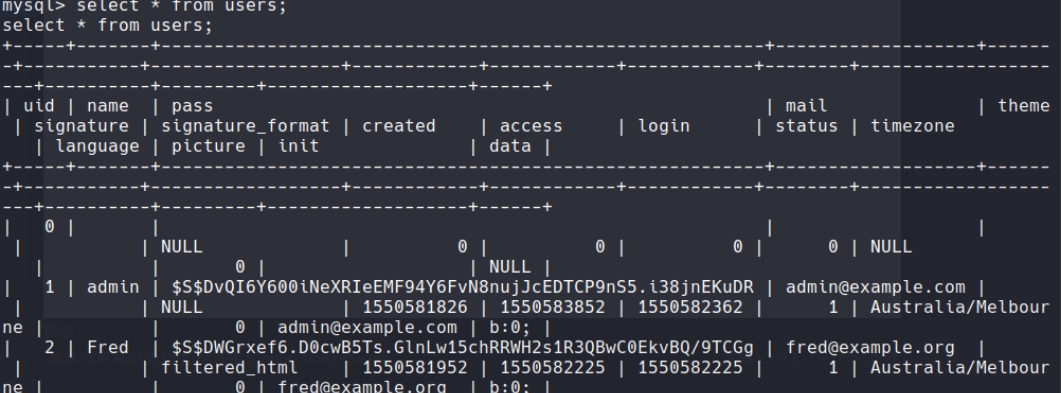 mysql> select * from users;
select * from users;
+-----+-------+---------------------------------------------------------+-------------------+------
-+-----------+------------------+------------+------------+------------+--------+------------------
---+----------+---------+-------------------+------+
| uid | name  | pass                                                    | mail              | theme
 | signature | signature_format | created    | access     | login      | status | timezone
   | language | picture | init              | data |
+-----+-------+---------------------------------------------------------+-------------------+------
-+-----------+------------------+------------+------------+------------+--------+------------------
---+----------+---------+-------------------+------+
|   0 |       |                                                         |                   |
 |           | NULL             |          0 |          0 |          0 |      0 | NULL
   |          |       0 |                   | NULL |
|   1 | admin | $S$DvQI6Y600iNeXRIeEMF94Y6FvN8nujJcEDTCP9nS5.i38jnEKuDR | admin@example.com |
 |           | NULL             | 1550581826 | 1550583852 | 1550582362 |      1 | Australia/Melbour
ne |          |       0 | admin@example.com | b:0; |
|   2 | Fred  | $S$DWGrxef6.D0cwB5Ts.GlnLw15chRRWH2s1R3QBwC0EkvBQ/9TCGg | fred@example.org  |
 |           | filtered_html    | 1550581952 | 1550582225 | 1550582225 |      1 | Australia/Melbour
ne |          |       0 | fred@example.org  | b:0; |